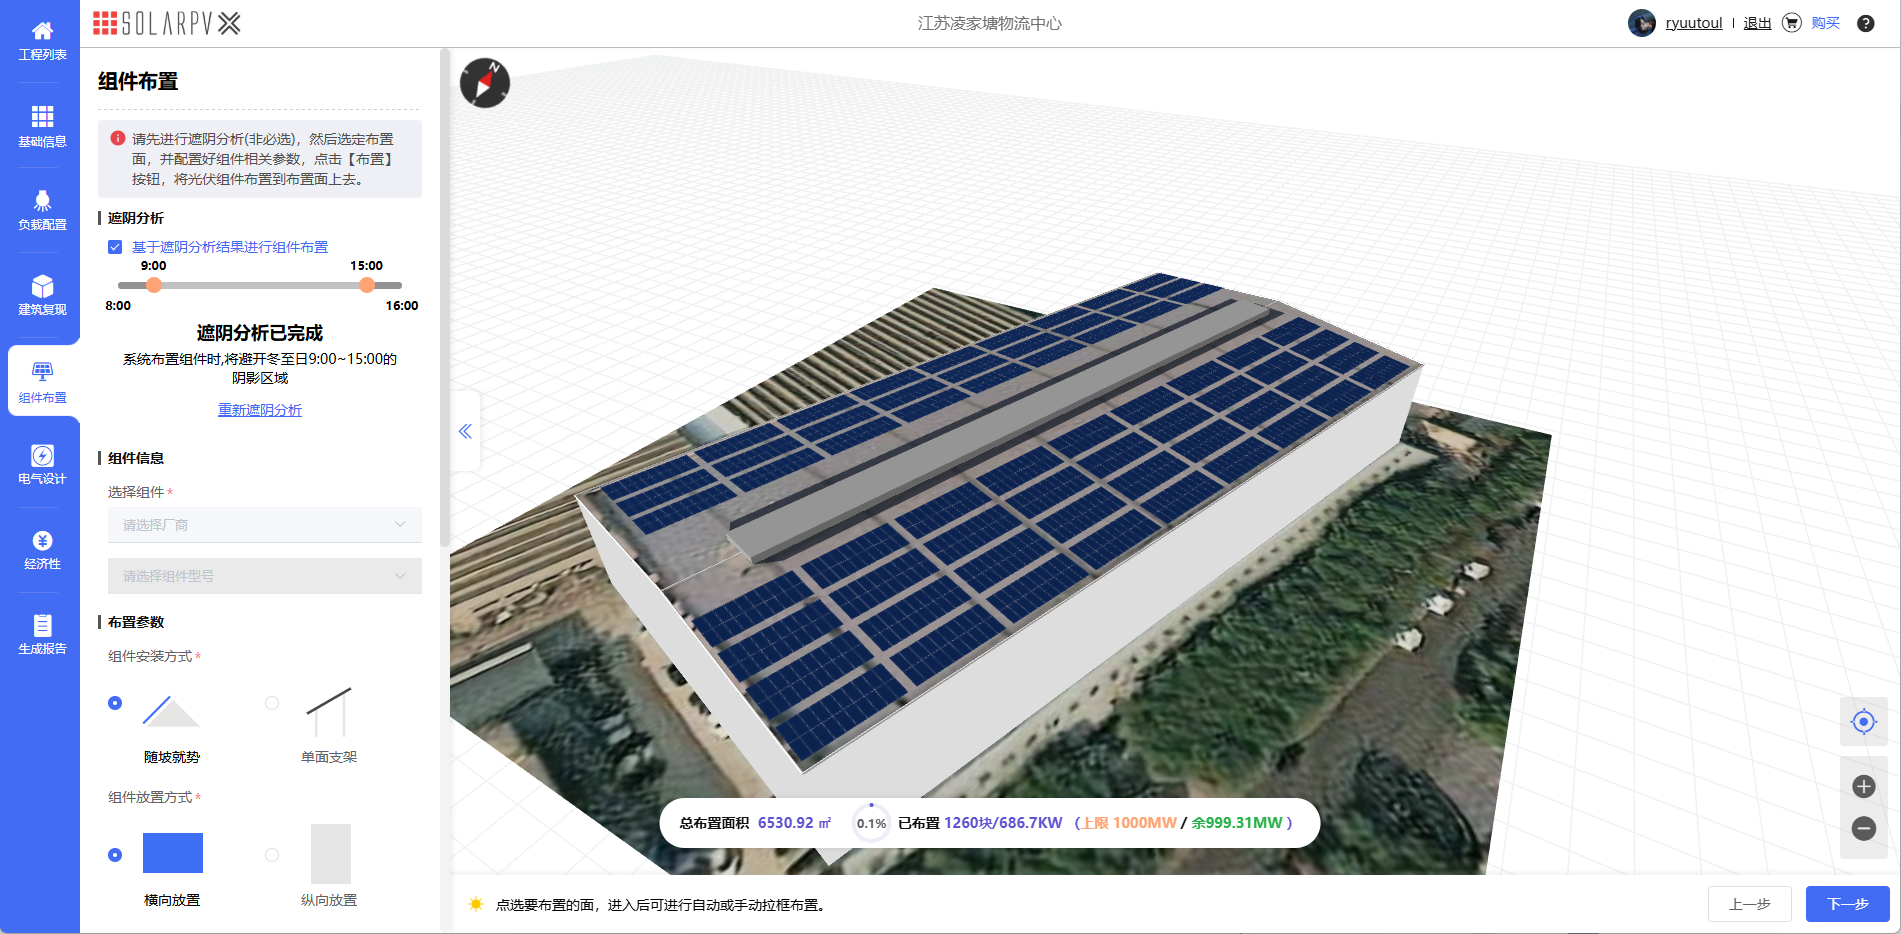 SOLARPV X
江苏凌家塘物流中心
ryuutoul
退出
购买
?
工程列表
基础信息
负载配置
建筑复现
组件布置
电气设计
经济性
生成报告
组件布置
请先进行遮阴分析(非必选)，然后选定布置
面，并配置好组件相关参数，点击【布置】
按钮，将光伏组件布置到布置面上去。
遮阴分析
基于遮阴分析结果进行组件布置
9:00
15:00
8:00
16:00
遮阴分析已完成
系统布置组件时,将避开冬至日9:00~15:00的
阴影区域
重新遮阴分析
组件信息
选择组件*
请选择厂商
请选择组件型号
布置参数
组件安装方式*
随坡就势
单面支架
组件放置方式*
横向放置
纵向放置
N
总布置面积 6530.92 ㎡ 0.1% 已布置 1260块/686.7KW （上限 1000MW / 余999.31MW ）
点选要布置的面，进入后可进行自动或手动拉框布置。
上一步
下一步